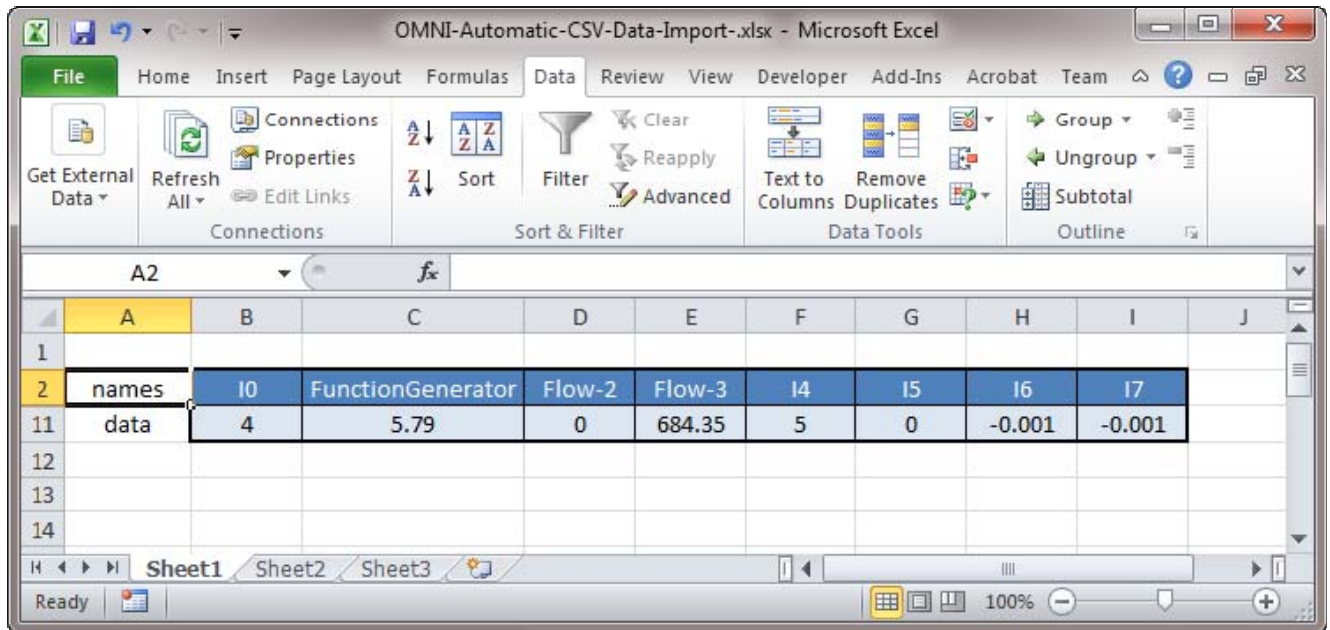 OMNI-Automatic-CSV-Data-Import-.xlsx - Microsoft Excel
File Home Insert Page Layout Formulas Data Review View Developer Add-Ins Acrobat Team
Get External Data
Refresh All
Connections
Properties
Edit Links
Connections
Sort
Filter
Clear
Reapply
Advanced
Sort & Filter
Text to Columns
Remove Duplicates
Data Tools
Group
Ungroup
Subtotal
Outline
A2 fx
A B C D E F G H I J
1
2 names I0 FunctionGenerator Flow-2 Flow-3 I4 I5 I6 I7
11 data 4 5.79 0 684.35 5 0 -0.001 -0.001
12
13
14
Sheet1 Sheet2 Sheet3
Ready 100%